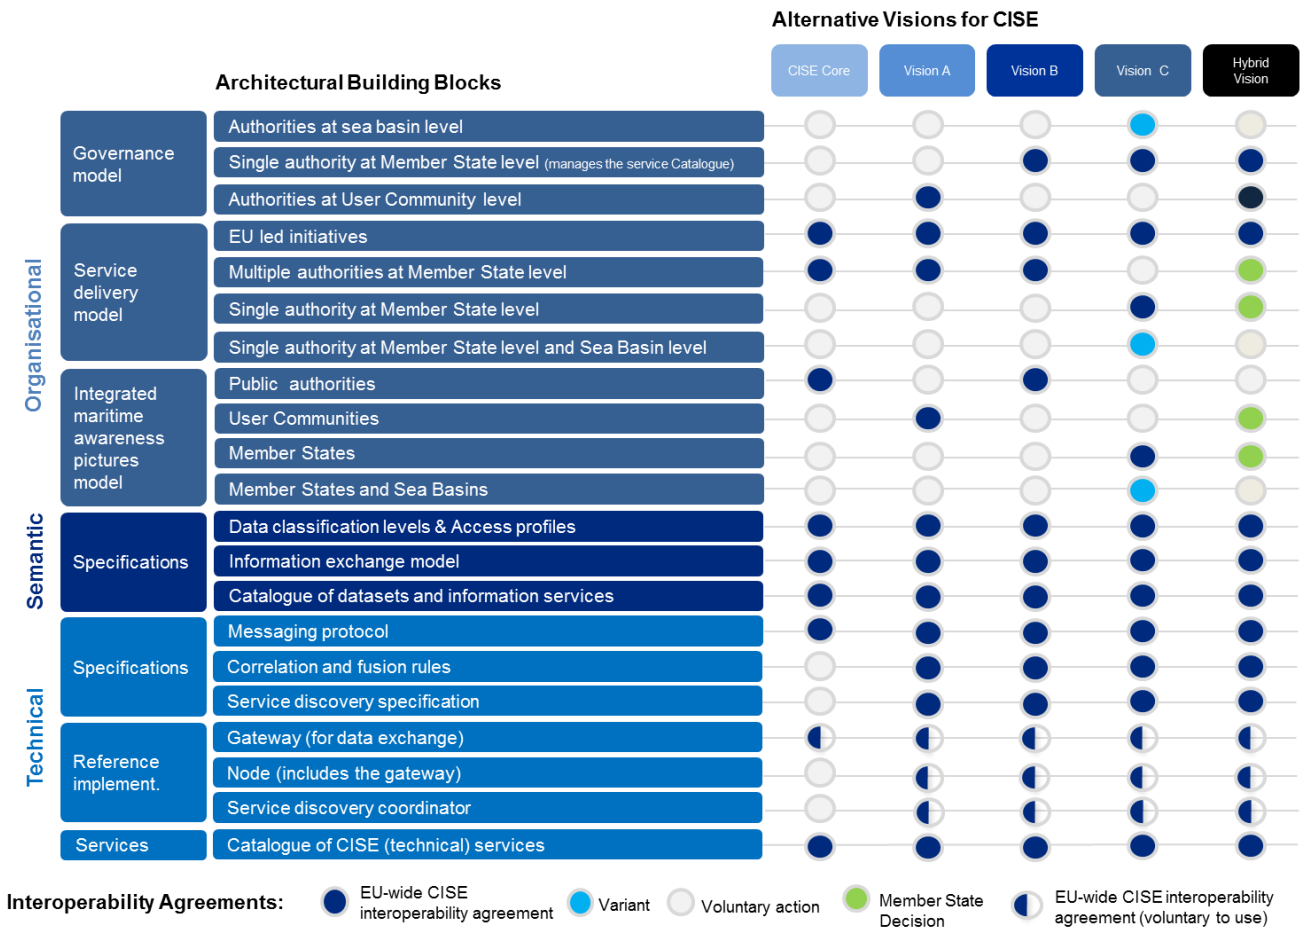 Alternative Visions for CISE
CISE Core
Vision A
Vision B
Vision C
Hybrid
Vision
Architectural Building Blocks
Organisational
Governance
model
Authorities at sea basin level
Single authority at Member State level (manages the service Catalogue)
Authorities at User Community level
Service
delivery
model
EU led initiatives
Multiple authorities at Member State level
Single authority at Member State level
Single authority at Member State level and Sea Basin level
Integrated
maritime
awareness
pictures
model
Public authorities
User Communities
Member States
Member States and Sea Basins
Semantic
Specifications
Data classification levels & Access profiles
Information exchange model
Catalogue of datasets and information services
Technical
Specifications
Messaging protocol
Correlation and fusion rules
Service discovery specification
Reference
implement.
Gateway (for data exchange)
Node (includes the gateway)
Service discovery coordinator
Services
Catalogue of CISE (technical) services
Interoperability Agreements:
EU-wide CISE
interoperability agreement
Variant
Voluntary action
Member State
Decision
EU-wide CISE interoperability
agreement (voluntary to use)